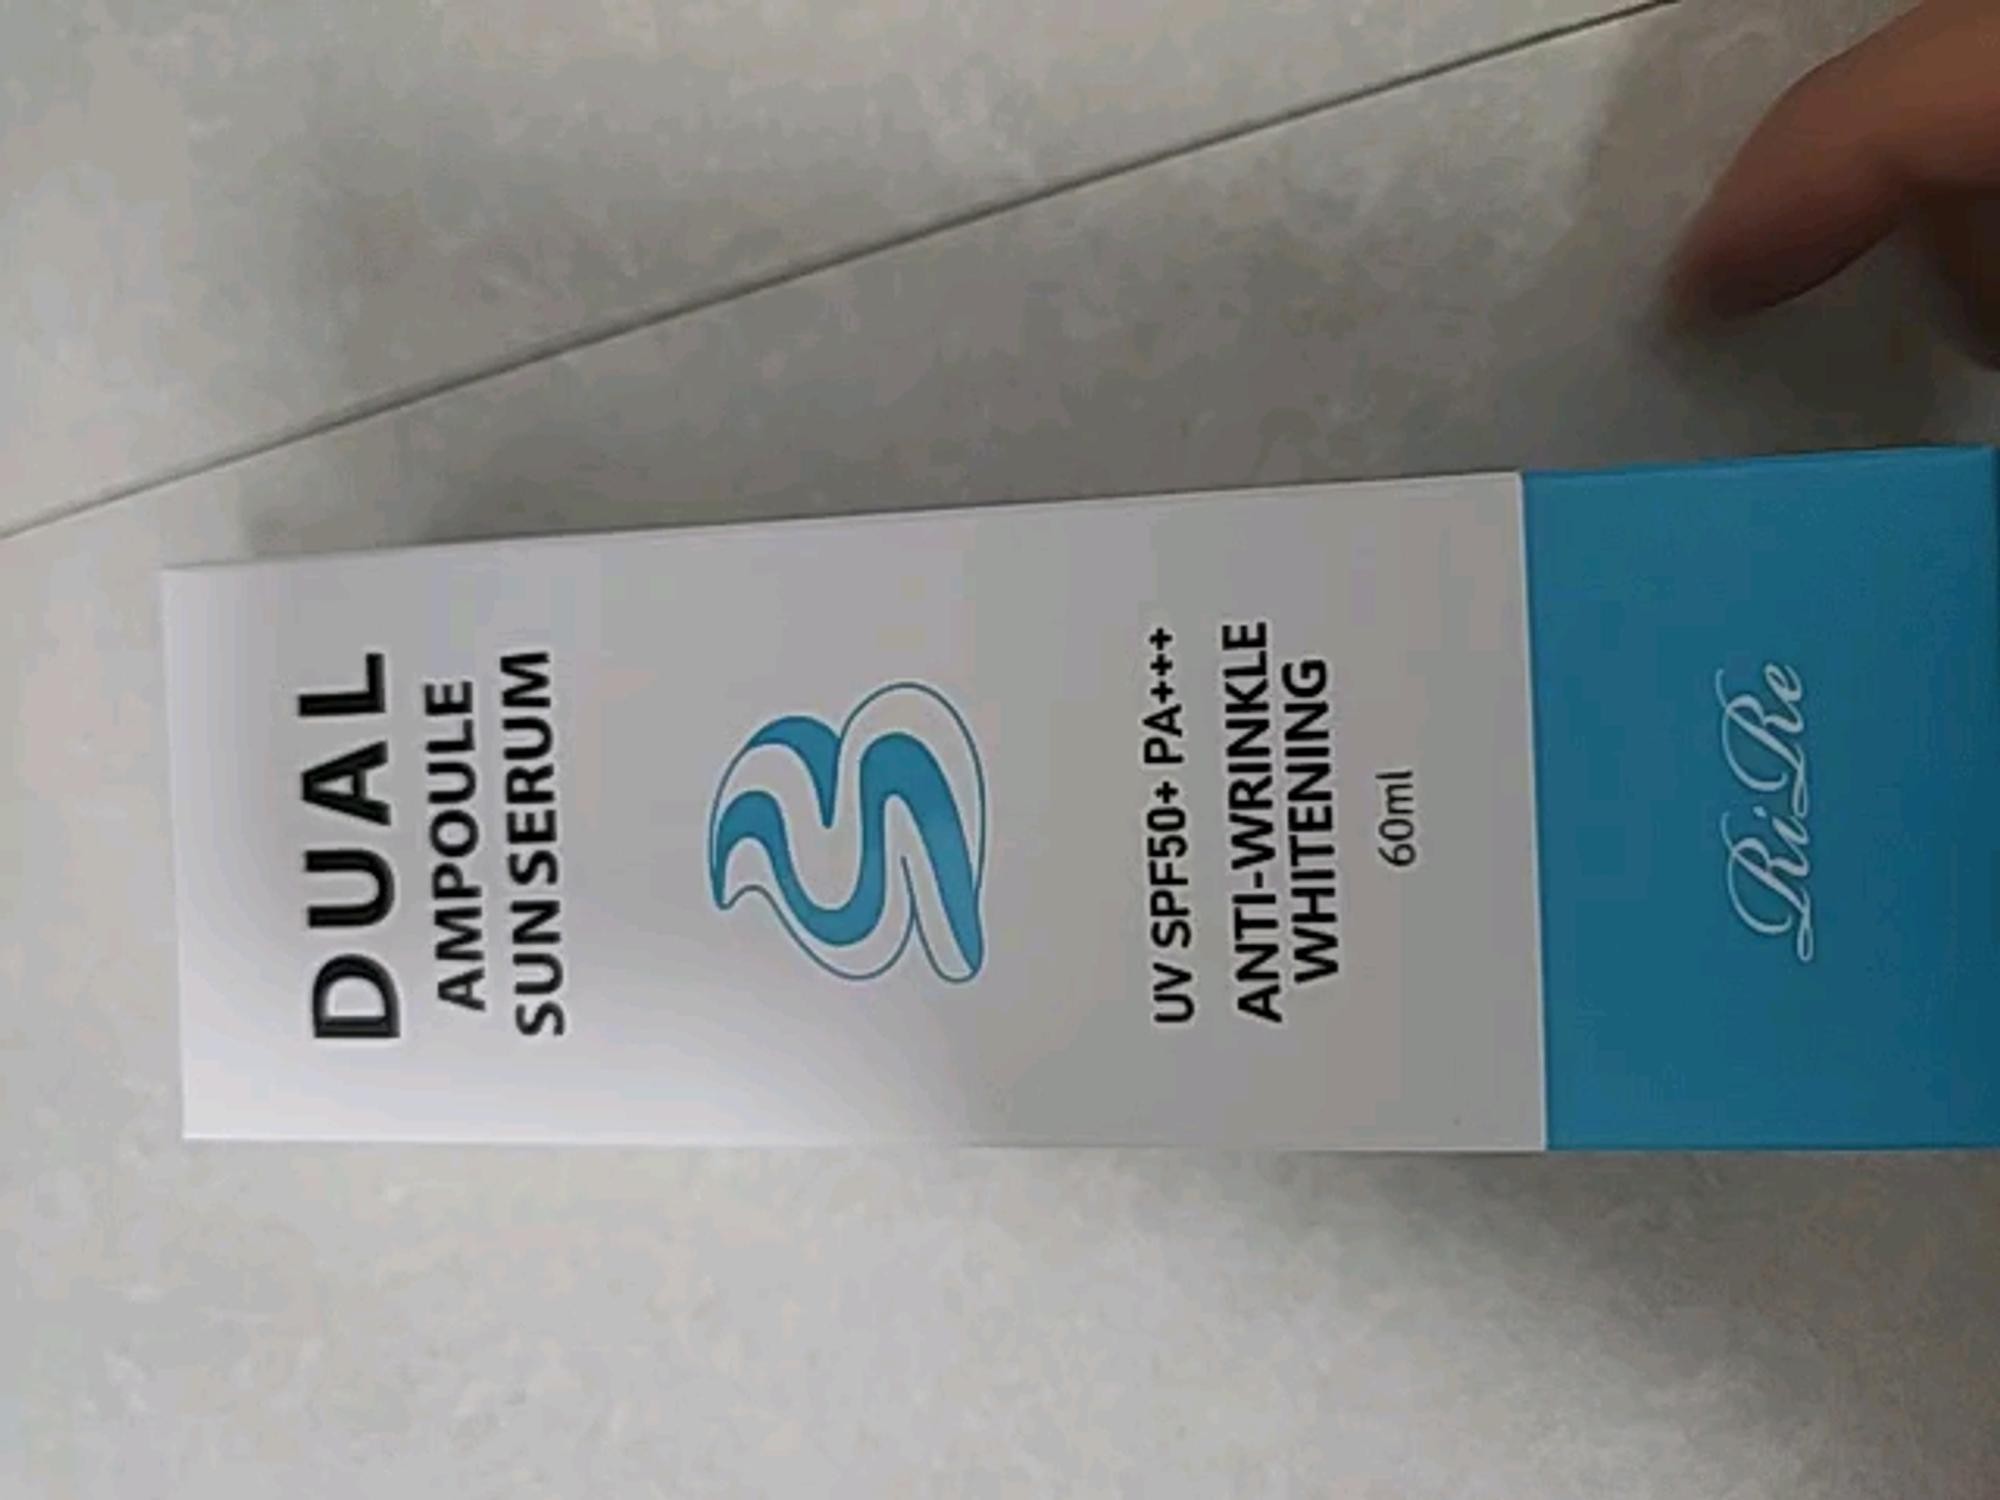 DUAL
AMPOULE
SUN SERUM
UV SPF50+ PA+++
ANTI-WRINKLE
WHITENING
60ml
RiRe